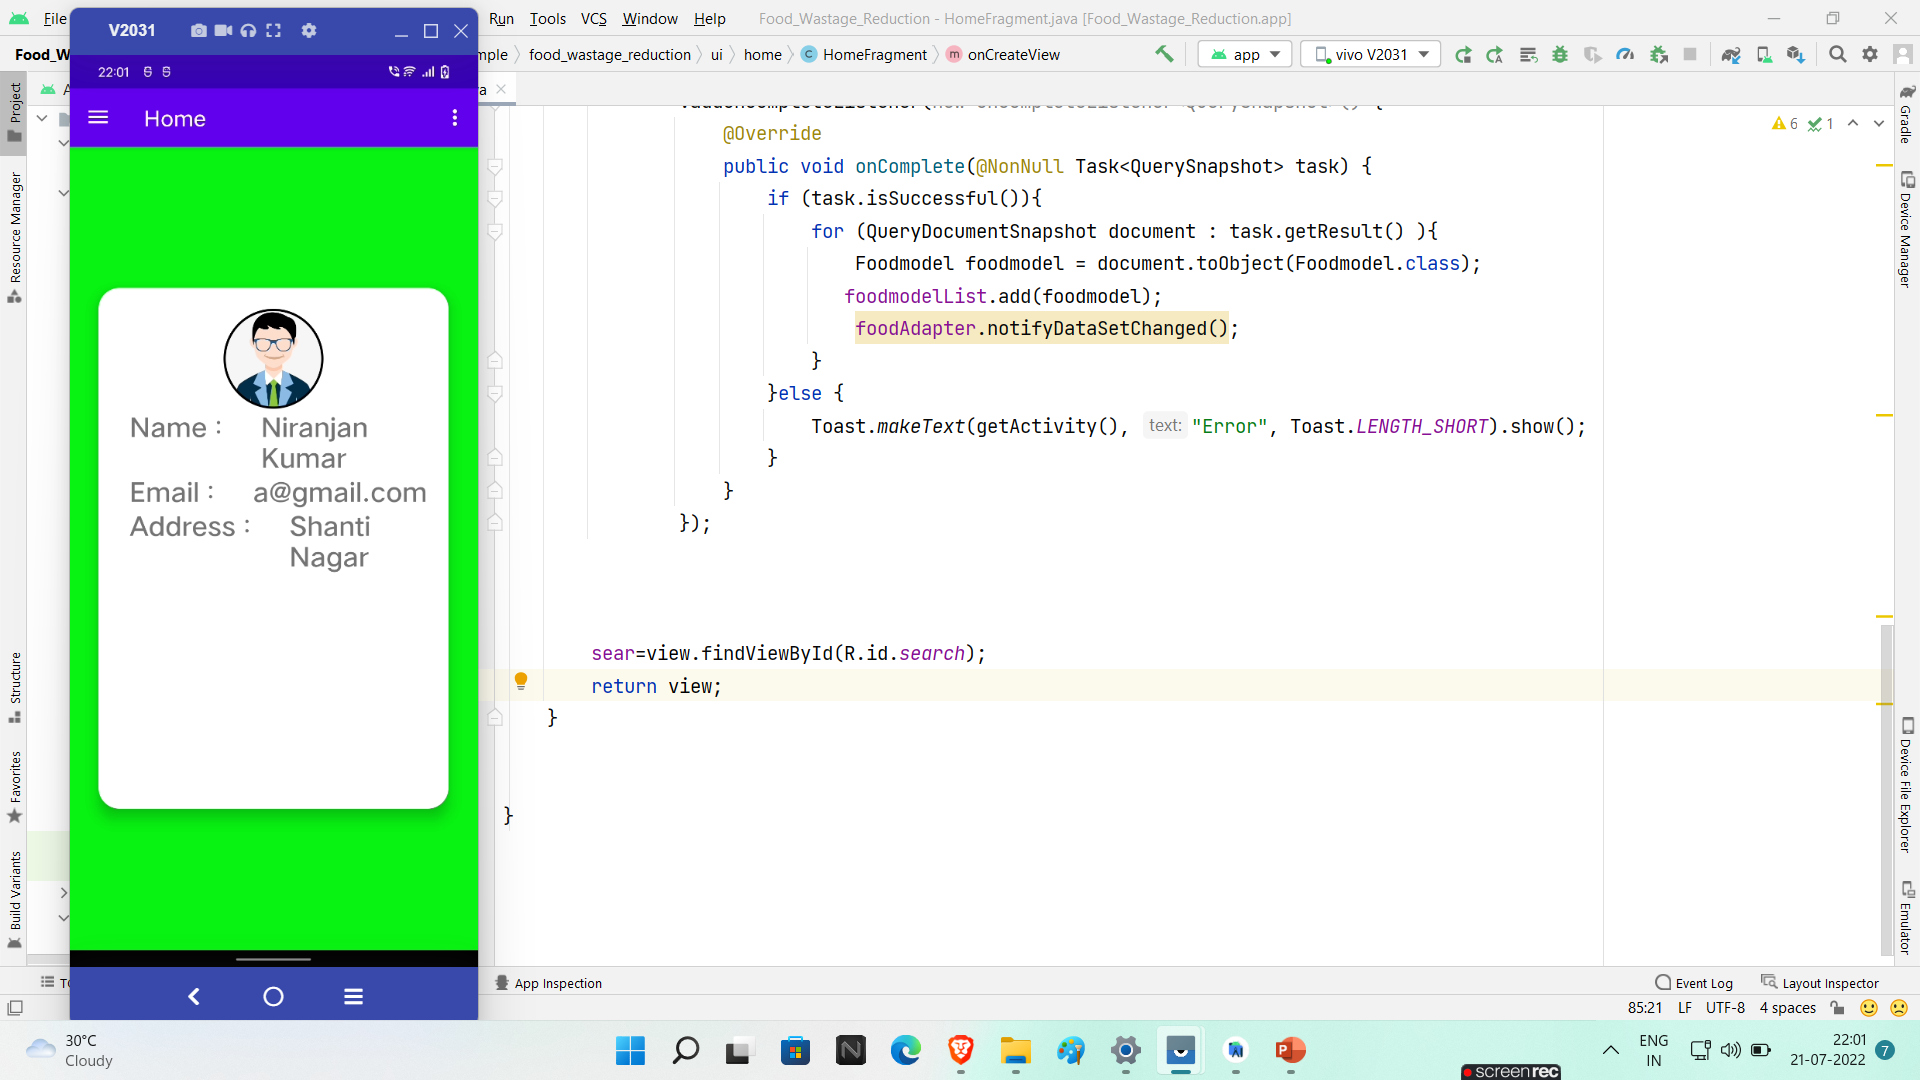 File
Run Tools VCS Window Help
Food_Wastage_Reduction - HomeFragment.java [Food_Wastage_Reduction.app]
V2031
Food_W
mple food_wastage_reduction ui home HomeFragment onCreateView
app
vivo V2031
22:01
Home
6 1
@Override
public void onComplete(@NonNull Task<QuerySnapshot> task) {
if (task.isSuccessful()){
for (QueryDocumentSnapshot document : task.getResult() ){
Foodmodel foodmodel = document.toObject(Foodmodel.class);
foodmodelList.add(foodmodel);
foodAdapter.notifyDataSetChanged();
}
}else {
Toast.makeText(getActivity(), text: "Error", Toast.LENGTH_SHORT).show();
}
}
});
sear=view.findViewById(R.id.search);
return view;
}
}
Name : Niranjan
Kumar
Email : a@gmail.com
Address : Shanti
Nagar
Project
Resource Manager
Structure
Favorites
Build Variants
Gradle
Device Manager
Device File Explorer
Emulator
App Inspection
Event Log
Layout Inspector
85:21 LF UTF-8 4 spaces
30°C
Cloudy
ENG
IN
22:01
21-07-2022
7
screenrec